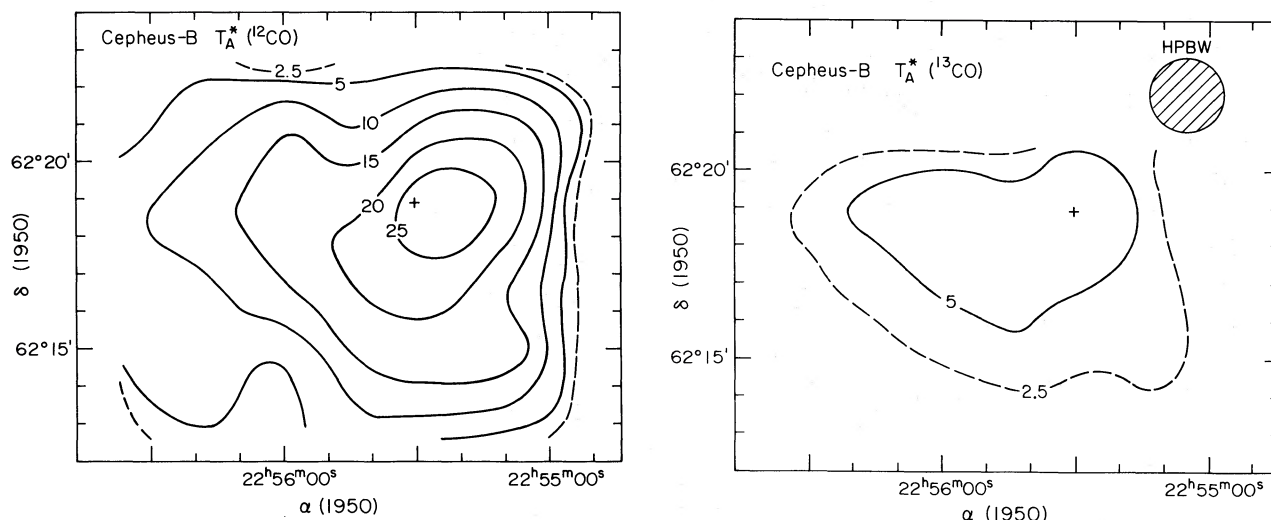 Cepheus-B T*A (¹²CO)
2.5
5
10
15
20
25
62°20'
62°15'
δ (1950)
22ʰ56ᵐ00ˢ
22ʰ55ᵐ00ˢ
α (1950)
HPBW
Cepheus-B T*A (¹³CO)
62°20'
5
62°15'
2.5
δ (1950)
22ʰ56ᵐ00ˢ
22ʰ55ᵐ00ˢ
α (1950)